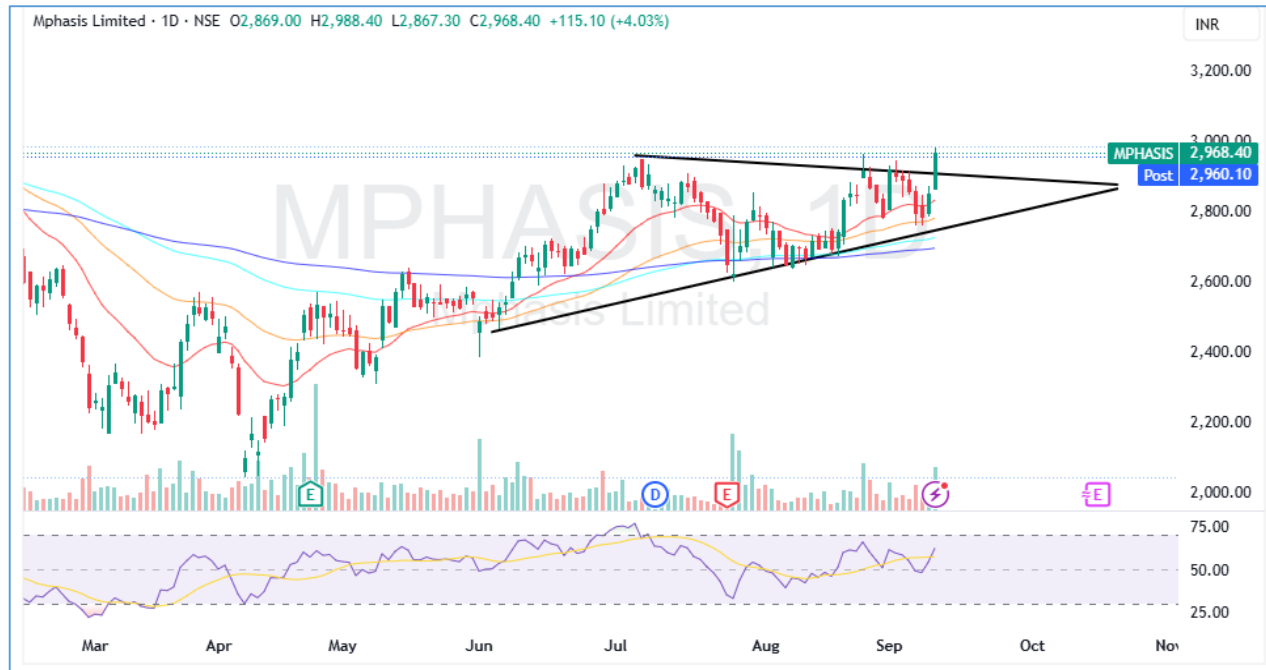 Mphasis Limited · 1D · NSE O2,869.00 H2,988.40 L2,867.30 C2,968.40 +115.10 (+4.03%)
INR
3,200.00
3,000.00
MPHASIS 2,968.40
Post 2,960.10
2,800.00
MPHASIS, 1D
2,600.00
Mphasis Limited
2,400.00
2,200.00
2,000.00
E D E E
75.00
50.00
25.00
Mar Apr May Jun Jul Aug Sep Oct Nov